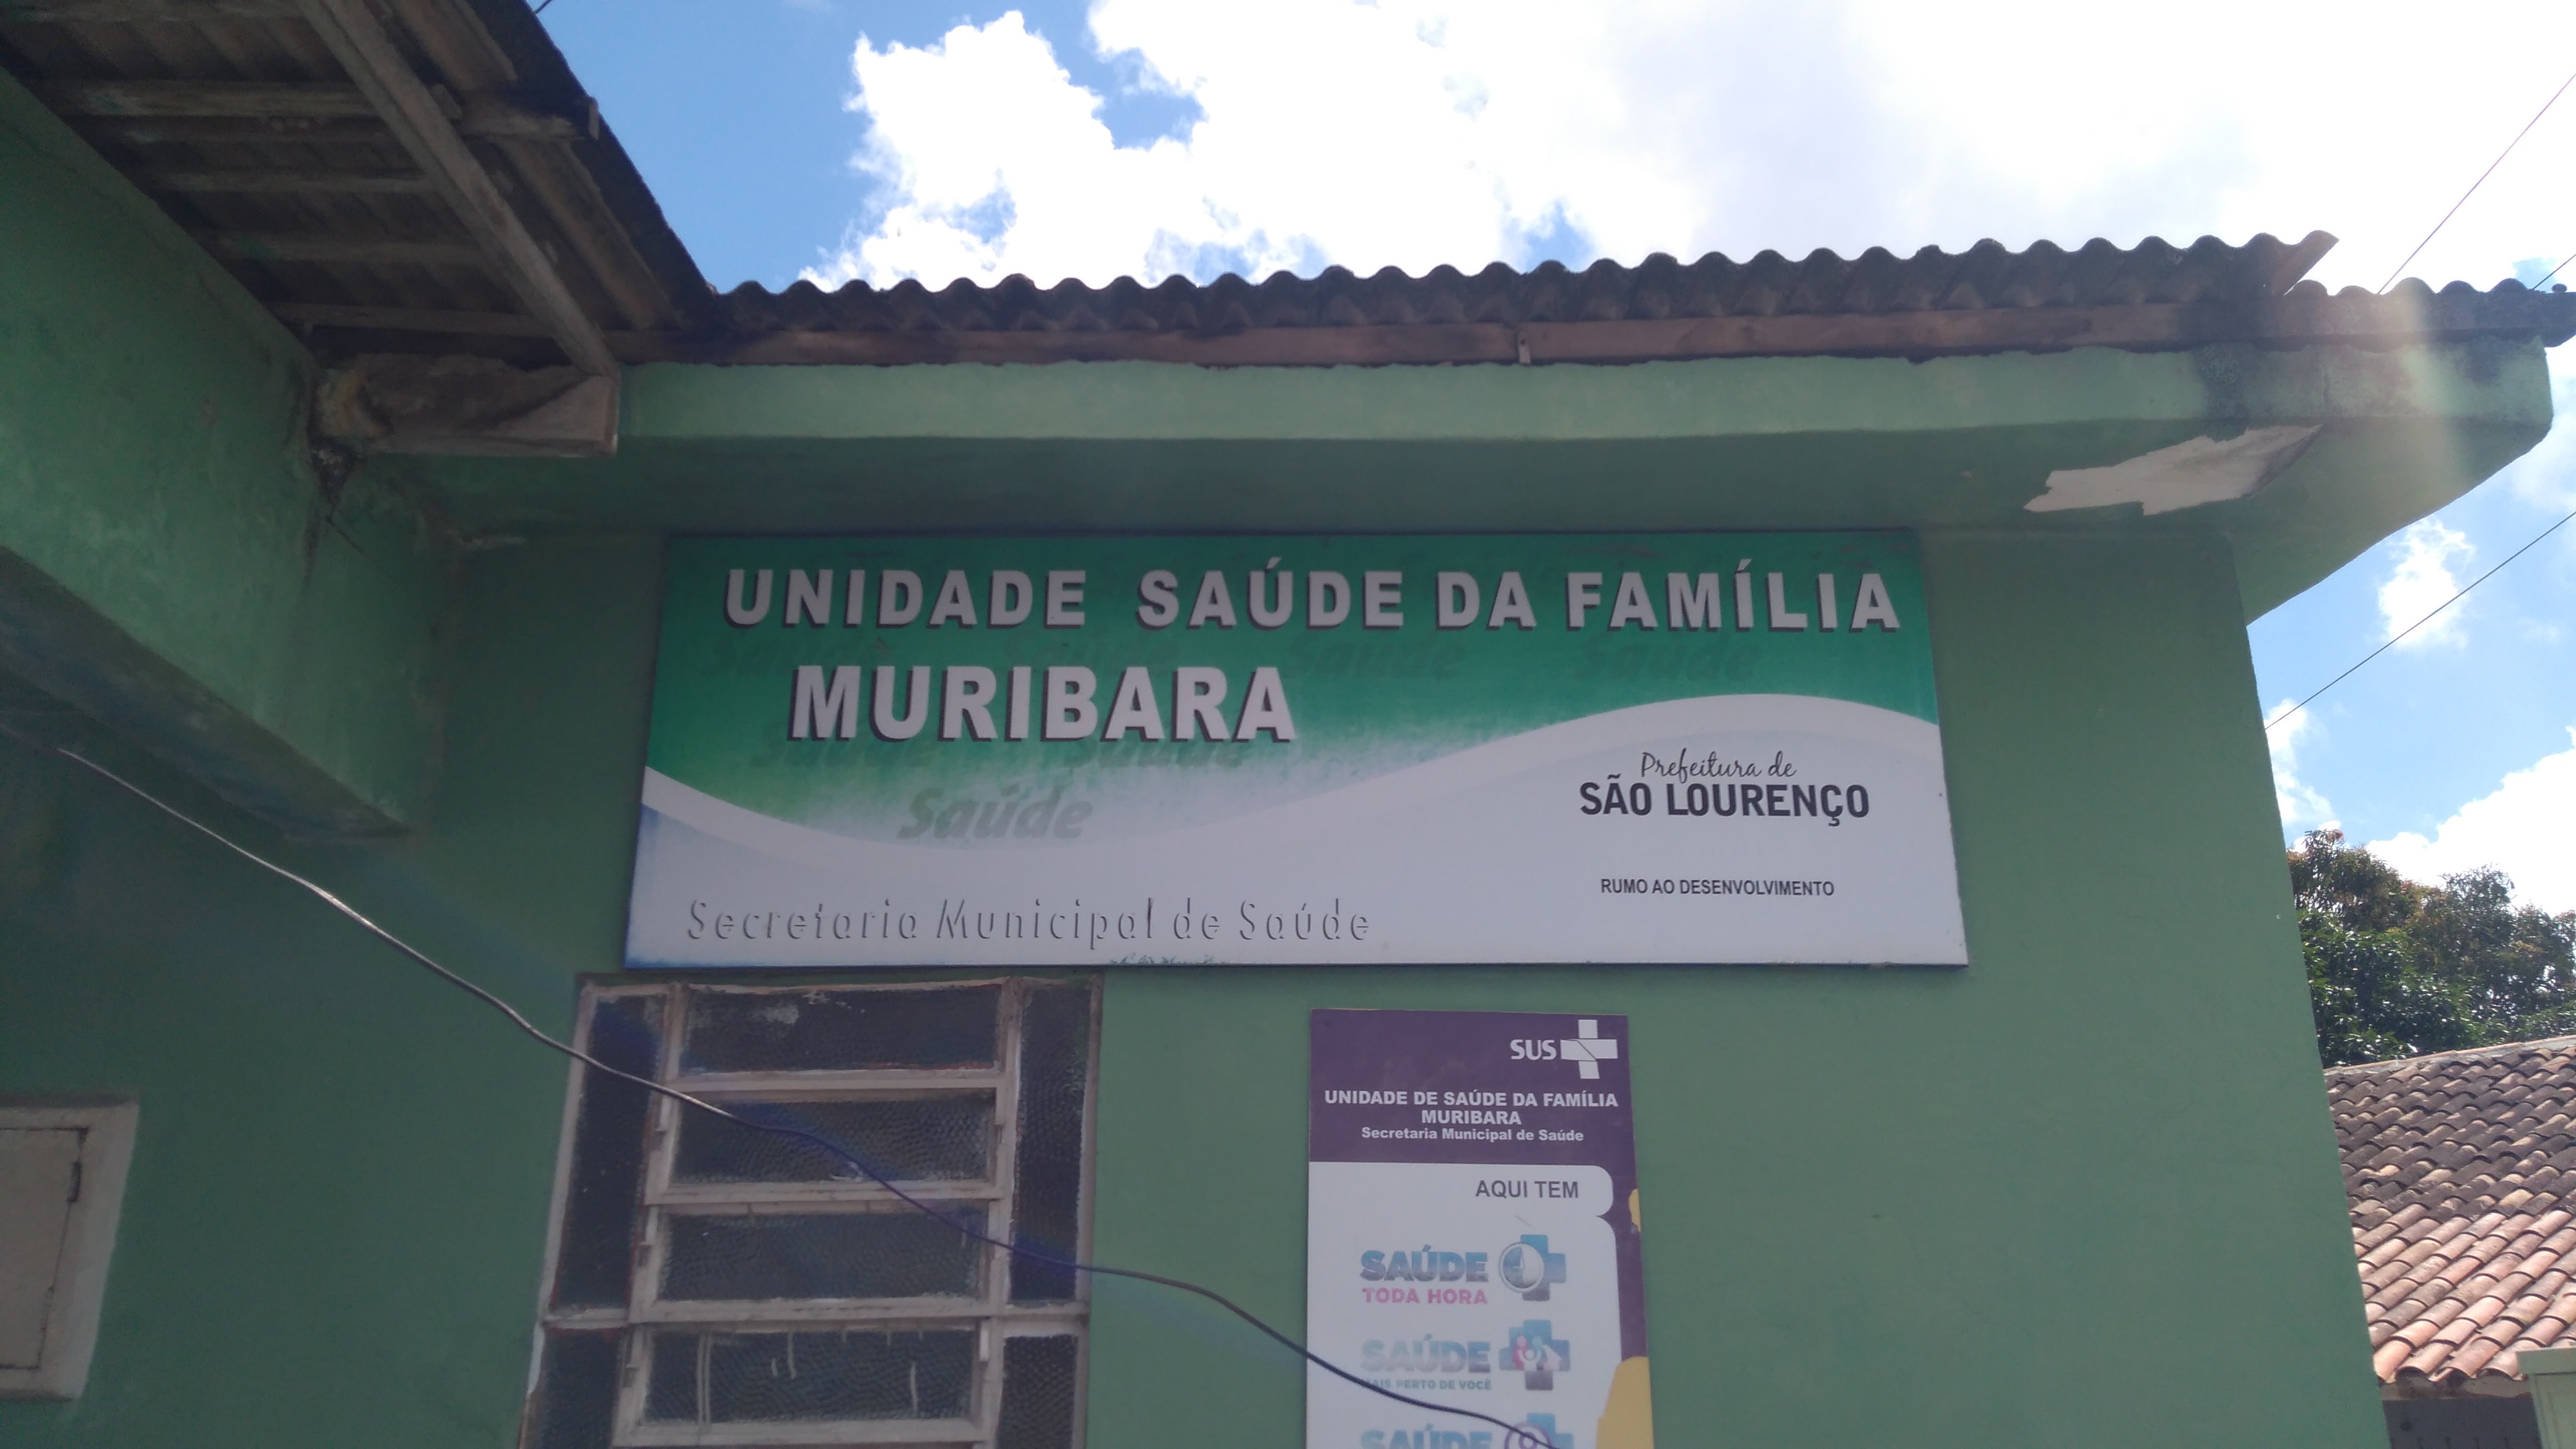 UNIDADE SAÚDE DA FAMÍLIA
MURIBARA
Saúde
Prefeitura de
SÃO LOURENÇO
RUMO AO DESENVOLVIMENTO
Secretaria Municipal de Saúde
SUS
UNIDADE DE SAÚDE DA FAMÍLIA
MURIBARA
Secretaria Municipal de Saúde
AQUI TEM
SAÚDE
TODA HORA
SAÚDE
MAIS PERTO DE VOCÊ
SAÚDE